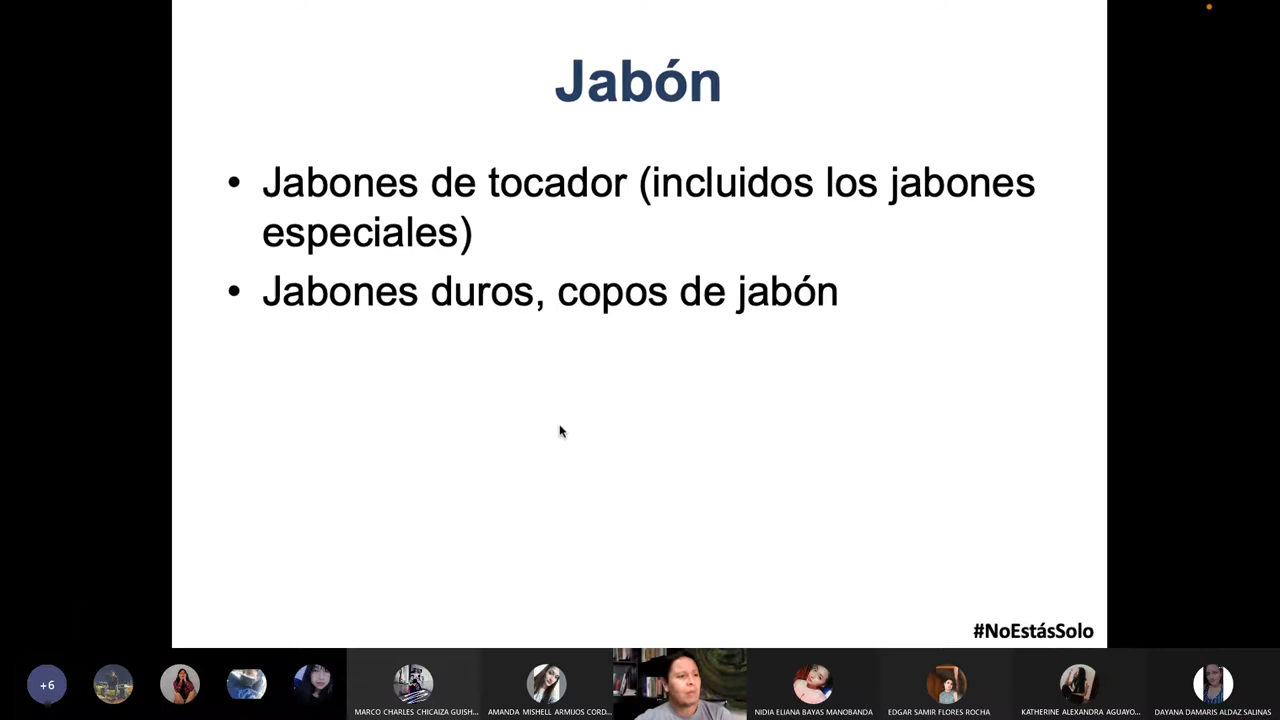 Jabón
• Jabones de tocador (incluidos los jabones
especiales)
• Jabones duros, copos de jabón
#NoEstásSolo
+6
MARCO CHARLES CHICAIZA GUISH...
AMANDA MISHELL ARMIJOS CORD...
NIDIA ELIANA BAYAS MANOBANDA
EDGAR SAMIR FLORES ROCHA
KATHERINE ALEXANDRA AGUAYO...
DAYANA DAMARIS ALDAZ SALINAS